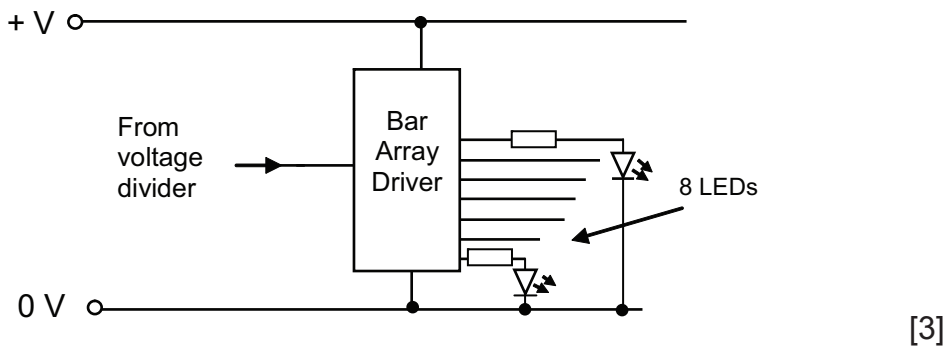 + V
From
voltage
divider
Bar
Array
Driver
8 LEDs
0 V
[3]